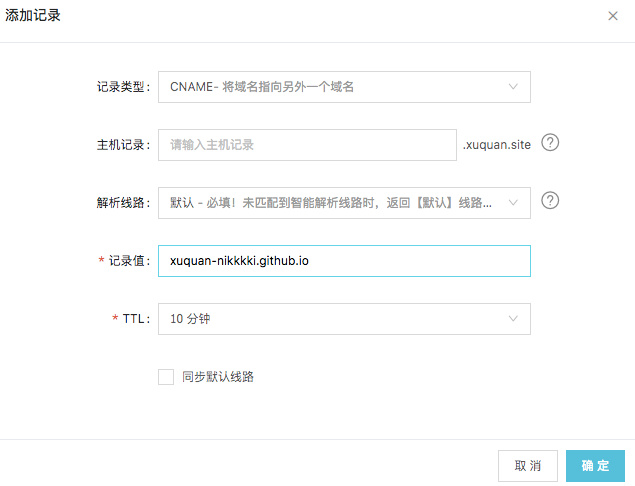 添加记录
记录类型: CNAME- 将域名指向另外一个域名
主机记录: 请输入主机记录 .xuquan.site ?
解析线路: 默认 - 必填！未匹配到智能解析线路时，返回【默认】线路... ?
* 记录值: xuquan-nikkkki.github.io
* TTL: 10 分钟
同步默认线路
取 消 确 定